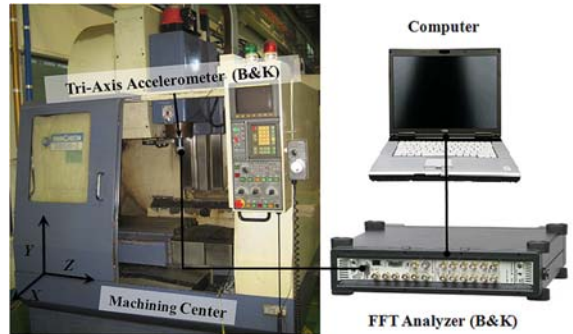 Computer
Tri-Axis Accelerometer (B&K)
Y
Z
X
Machining Center
FFT Analyzer (B&K)